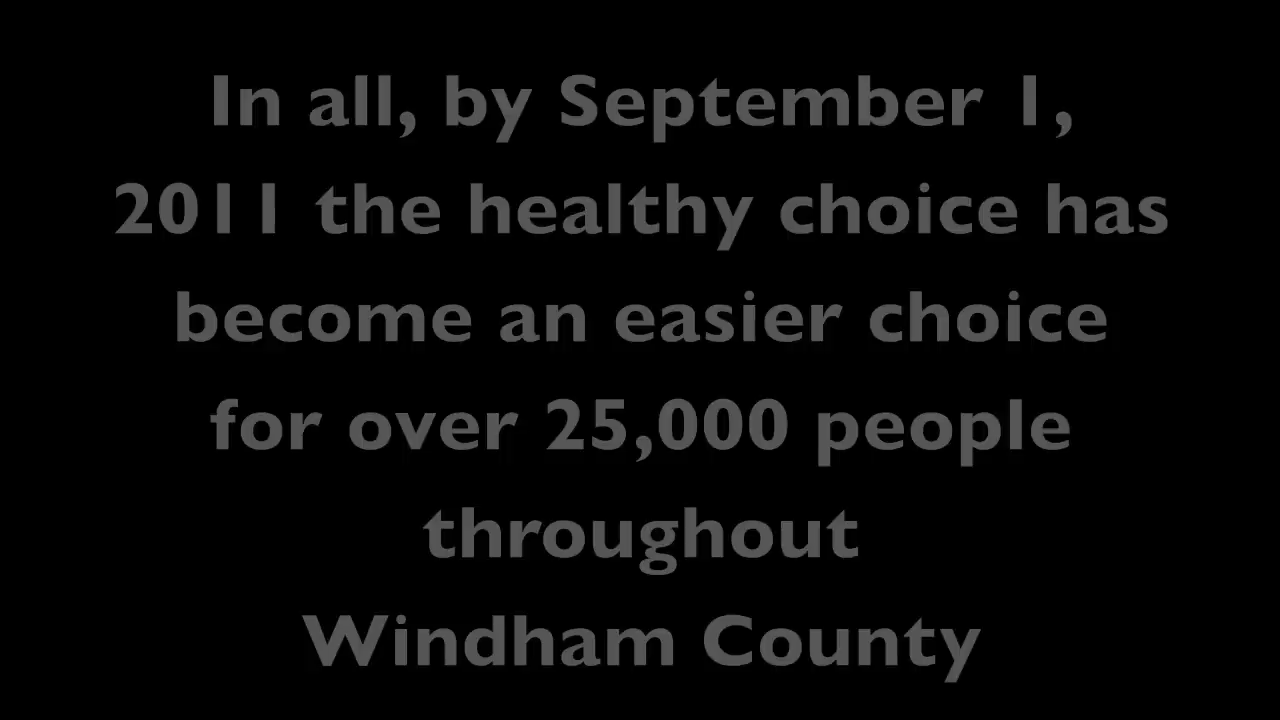 In all, by September 1,
2011 the healthy choice has
become an easier choice
for over 25,000 people
throughout
Windham County